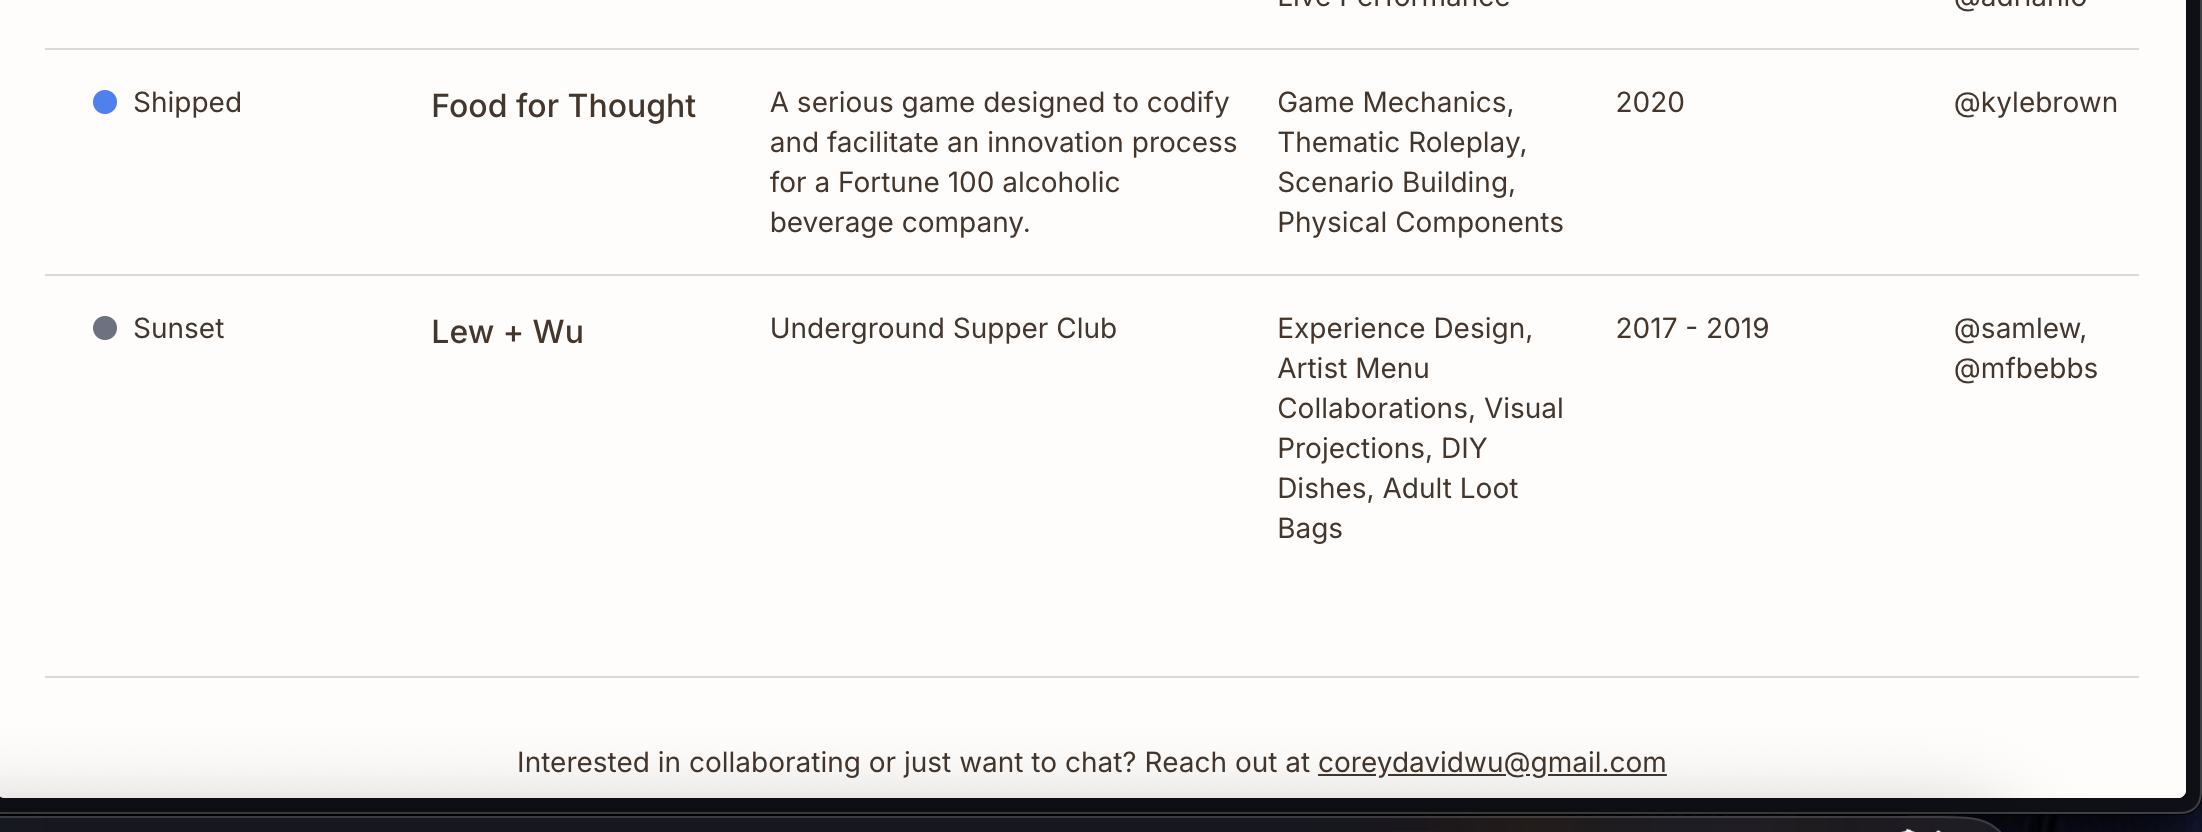 Live Performance
@adrianlo
Shipped
Food for Thought
A serious game designed to codify
and facilitate an innovation process
for a Fortune 100 alcoholic
beverage company.
Game Mechanics,
Thematic Roleplay,
Scenario Building,
Physical Components
2020
@kylebrown
Sunset
Lew + Wu
Underground Supper Club
Experience Design,
Artist Menu
Collaborations, Visual
Projections, DIY
Dishes, Adult Loot
Bags
2017 - 2019
@samlew,
@mfbebbs
Interested in collaborating or just want to chat? Reach out at coreydavidwu@gmail.com